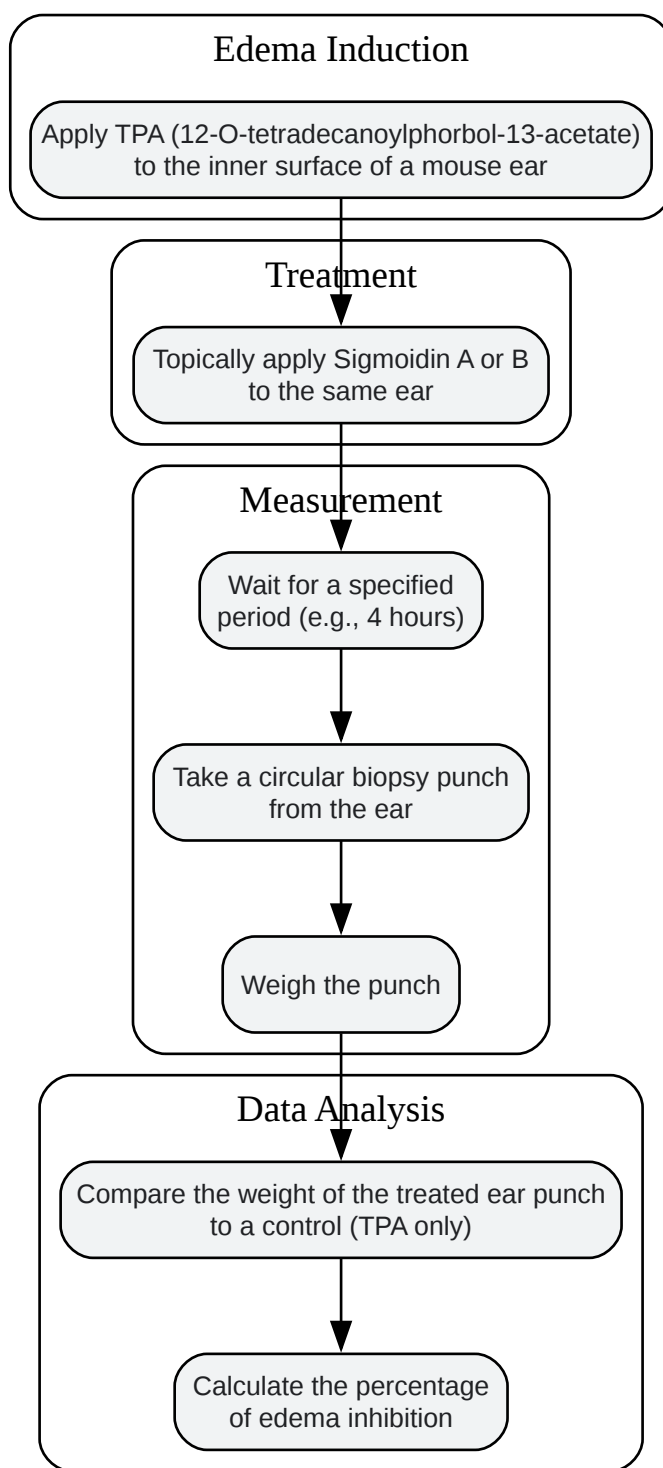 Edema Induction
Apply TPA (12-O-tetradecanoylphorbol-13-acetate)
to the inner surface of a mouse ear
Treatment
Topically apply Sigmoidin A or B
to the same ear
Measurement
Wait for a specified
period (e.g., 4 hours)
Take a circular biopsy punch
from the ear
Weigh the punch
Data Analysis
Compare the weight of the treated ear punch
to a control (TPA only)
Calculate the percentage
of edema inhibition